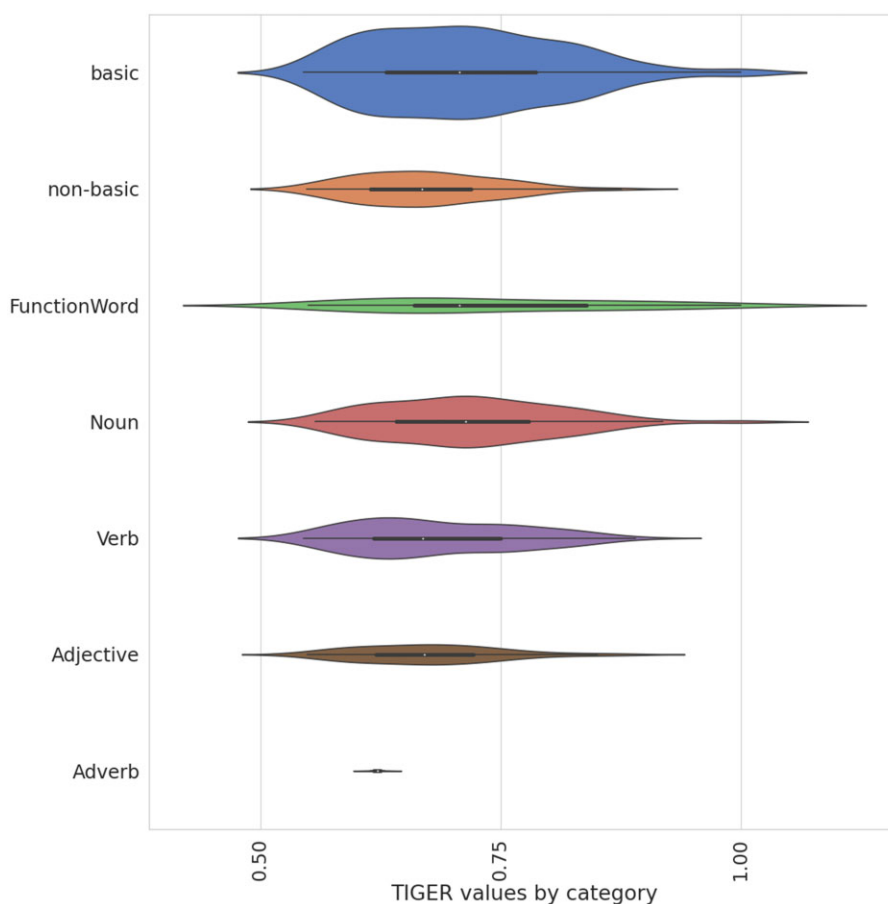 basic
non-basic
FunctionWord
Noun
Verb
Adjective
Adverb
0.50
0.75
1.00
TIGER values by category